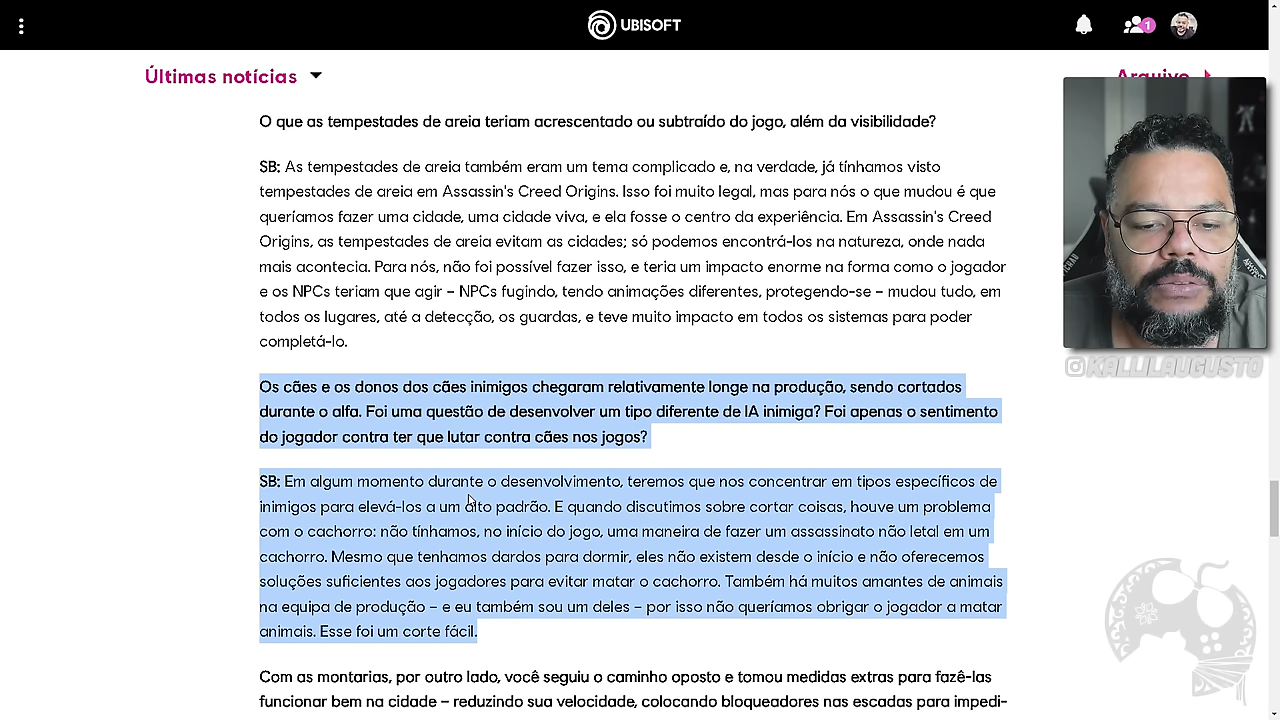 UBISOFT
1
Últimas notícias
Arquivo
O que as tempestades de areia teriam acrescentado ou subtraído do jogo, além da visibilidade?
SB: As tempestades de areia também eram um tema complicado e, na verdade, já tínhamos visto
tempestades de areia em Assassin's Creed Origins. Isso foi muito legal, mas para nós o que mudou é que
queríamos fazer uma cidade, uma cidade viva, e ela fosse o centro da experiência. Em Assassin's Creed
Origins, as tempestades de areia evitam as cidades; só podemos encontrá-los na natureza, onde nada
mais acontecia. Para nós, não foi possível fazer isso, e teria um impacto enorme na forma como o jogador
e os NPCs teriam que agir – NPCs fugindo, tendo animações diferentes, protegendo-se – mudou tudo, em
todos os lugares, até a detecção, os guardas, e teve muito impacto em todos os sistemas para poder
completá-lo.
Os cães e os donos dos cães inimigos chegaram relativamente longe na produção, sendo cortados
durante o alfa. Foi uma questão de desenvolver um tipo diferente de IA inimiga? Foi apenas o sentimento
do jogador contra ter que lutar contra cães nos jogos?
SB: Em algum momento durante o desenvolvimento, teremos que nos concentrar em tipos específicos de
inimigos para elevá-los a um alto padrão. E quando discutimos sobre cortar coisas, houve um problema
com o cachorro: não tínhamos, no início do jogo, uma maneira de fazer um assassinato não letal em um
cachorro. Mesmo que tenhamos dardos para dormir, eles não existem desde o início e não oferecemos
soluções suficientes aos jogadores para evitar matar o cachorro. Também há muitos amantes de animais
na equipa de produção – e eu também sou um deles – por isso não queríamos obrigar o jogador a matar
animais. Esse foi um corte fácil.
Com as montarias, por outro lado, você seguiu o caminho oposto e tomou medidas extras para fazê-las
funcionar bem na cidade – reduzindo sua velocidade, colocando bloqueadores nas escadas para impedi-
KALLILAUGUSTO